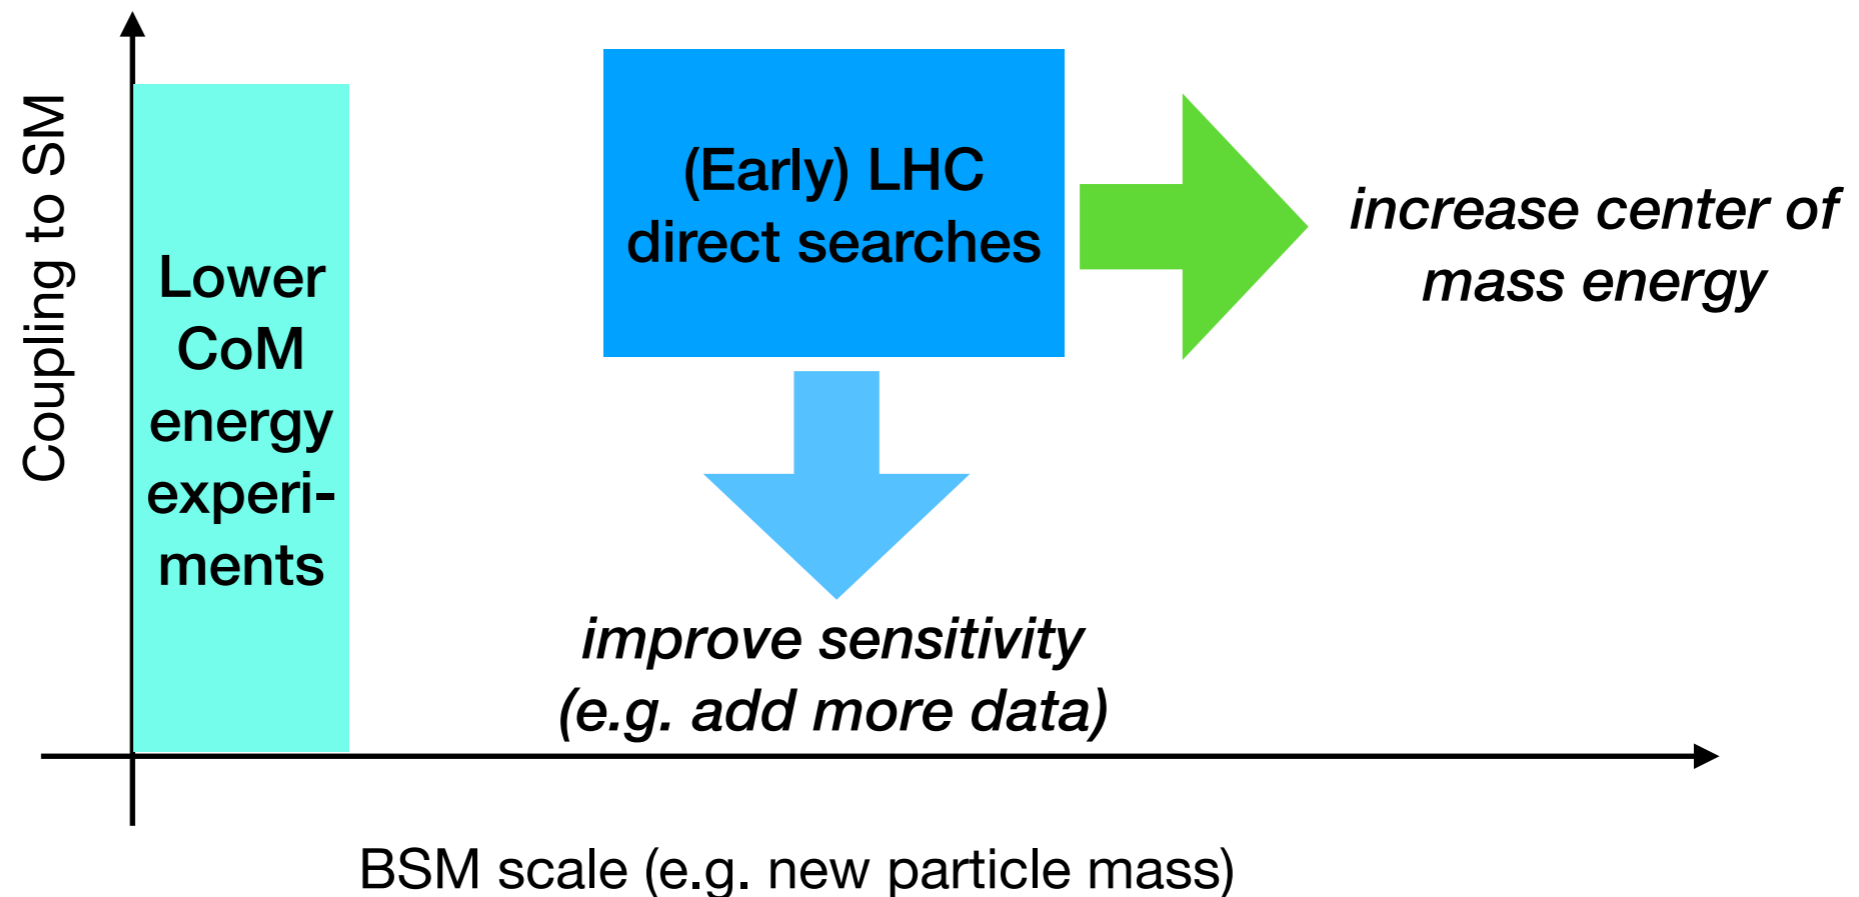 Coupling to SM
Lower
CoM
energy
experi-
ments
(Early) LHC
direct searches
increase center of
mass energy
improve sensitivity
(e.g. add more data)
BSM scale (e.g. new particle mass)